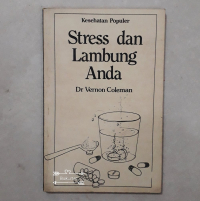 Kesehatan Populer
Stress dan
Lambung
Anda
Dr Vernon Coleman